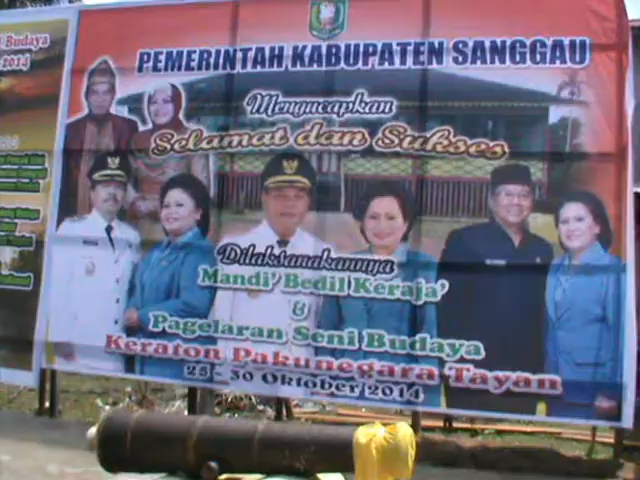 i Budaya
2014
PEMERINTAH KABUPATEN SANGGAU
Mengucapkan
Selamat dan Sukses
Dilaksanakannya
Mandi' Bedil Keraja'
&
Pagelaran Seni Budaya
Keraton Pakunegara Tayan
25 - 30 Oktober 2014